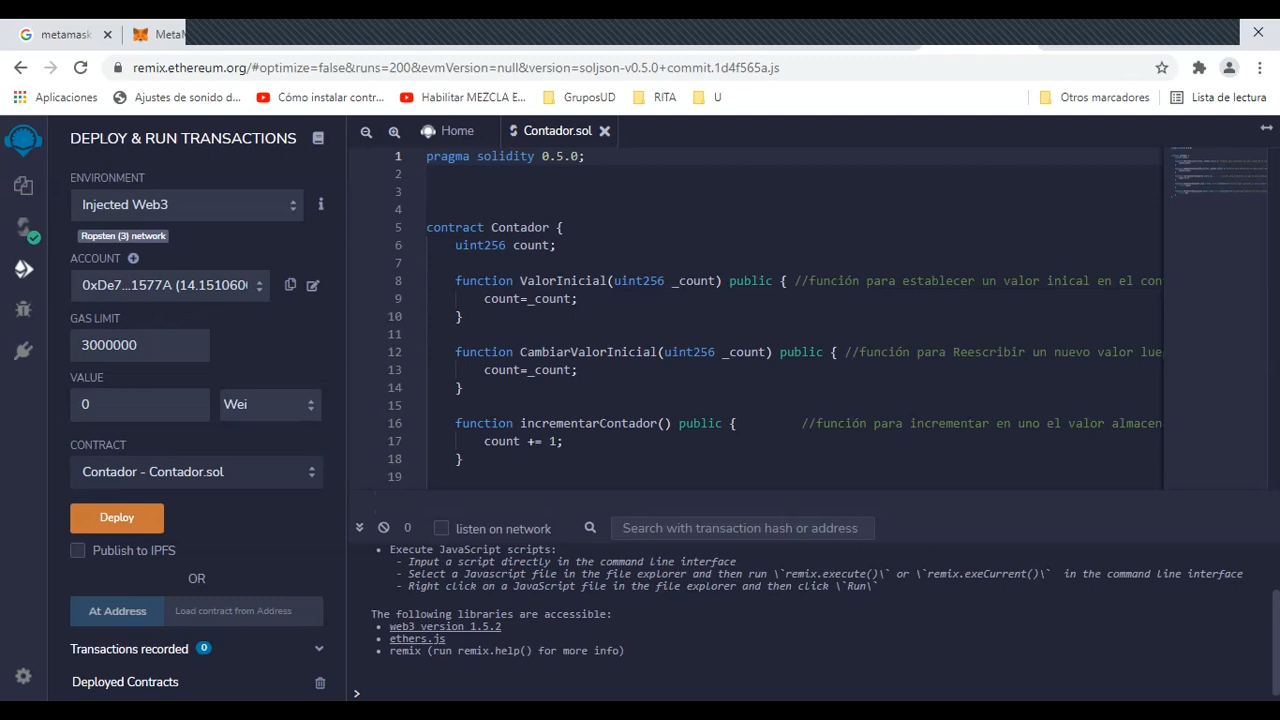 metamask
MetaM
remix.ethereum.org/#optimize=false&runs=200&evmVersion=null&version=soljson-v0.5.0+commit.1d4f565a.js
Aplicaciones
Ajustes de sonido d...
Cómo instalar contr...
Habilitar MEZCLA E...
GruposUD
RITA
U
Otros marcadores
Lista de lectura
DEPLOY & RUN TRANSACTIONS
ENVIRONMENT
Injected Web3
Ropsten (3) network
ACCOUNT
0xDe7...1577A (14.1510606
GAS LIMIT
3000000
VALUE
0
Wei
CONTRACT
Contador - Contador.sol
Deploy
Publish to IPFS
OR
At Address
Load contract from Address
Transactions recorded 0
Deployed Contracts
Home
Contador.sol
1 pragma solidity 0.5.0;
2
3
4
5 contract Contador {
6 uint256 count;
7
8 function ValorInicial(uint256 _count) public { //función para establecer un valor inical en el con
9 count=_count;
10 }
11
12 function CambiarValorInicial(uint256 _count) public { //función para Reescribir un nuevo valor lue
13 count=_count;
14 }
15
16 function incrementarContador() public { //función para incrementar en uno el valor almacen
17 count += 1;
18 }
19
0
listen on network
Search with transaction hash or address
• Execute JavaScript scripts:
- Input a script directly in the command line interface
- Select a Javascript file in the file explorer and then run \`remix.execute()\` or \`remix.exeCurrent()\` in the command line interface
- Right click on a JavaScript file in the file explorer and then click \`Run\`
The following libraries are accessible:
• web3 version 1.5.2
• ethers.js
• remix (run remix.help() for more info)
>